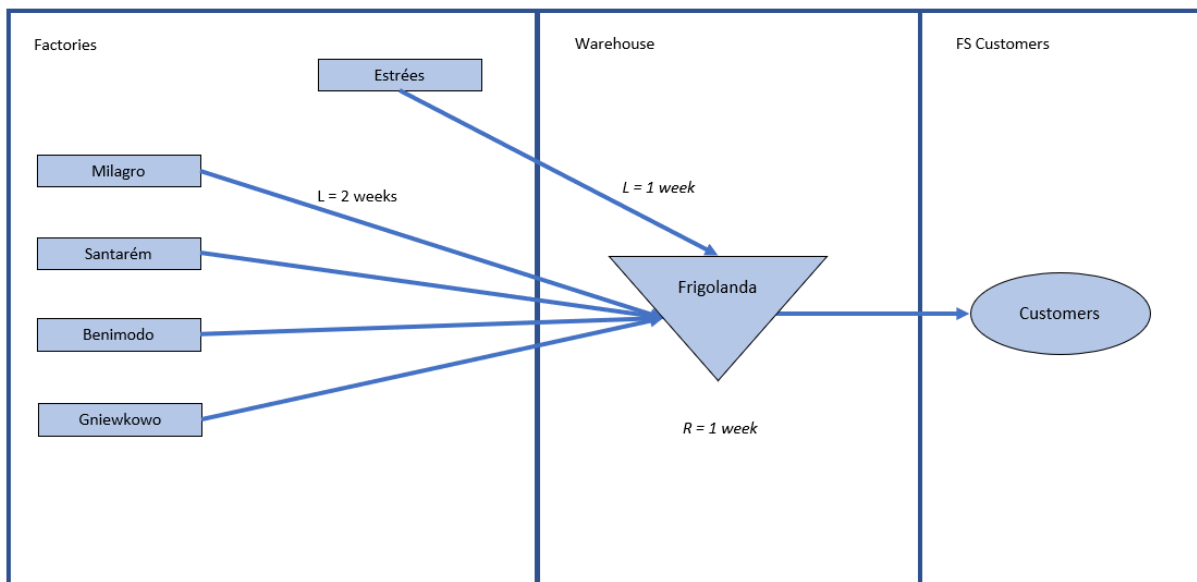 Factories
Warehouse
FS Customers
Estrées
Milagro
L = 2 weeks
L = 1 week
Santarém
Frigolanda
Customers
Benimodo
Gniewkowo
R = 1 week